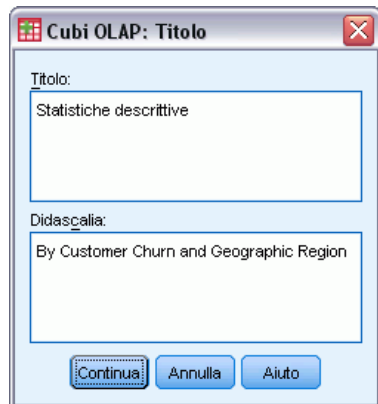 Cubi OLAP: Titolo
Titolo:
Statistiche descrittive
Didascalia:
By Customer Churn and Geographic Region
Continua
Annulla
Aiuto